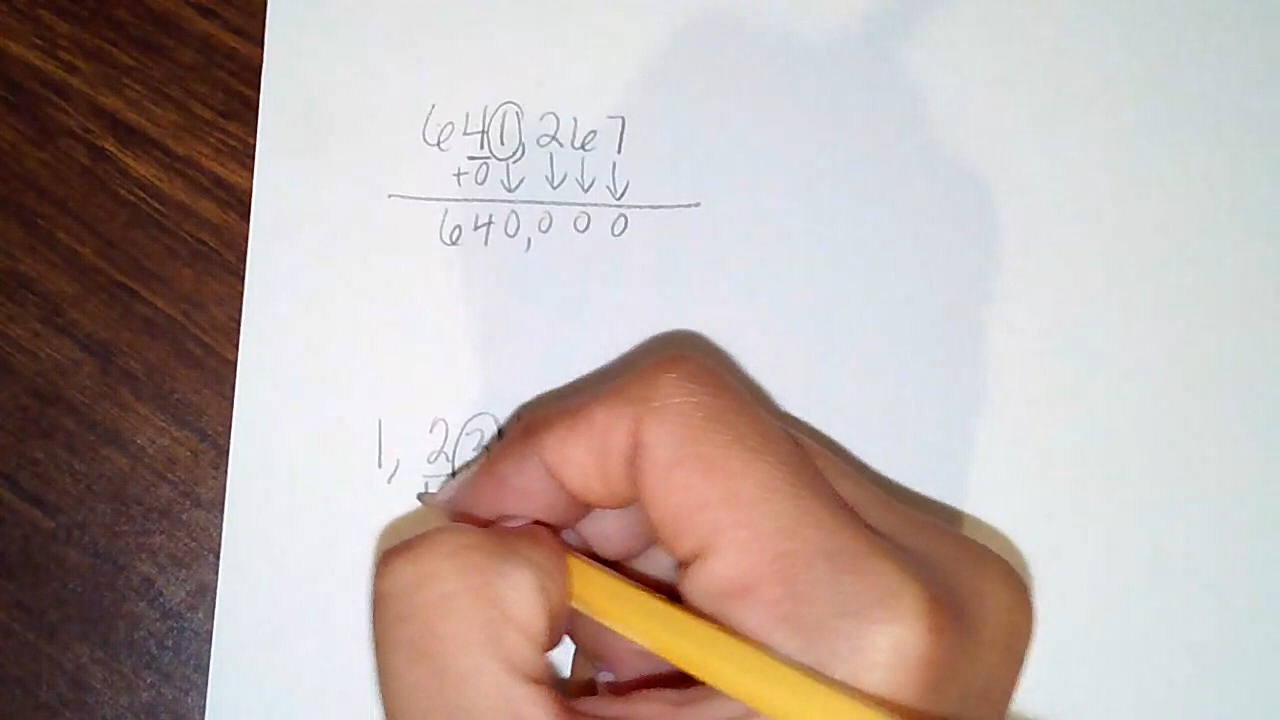 641,267
+0↓↓↓↓
640,000
1, 2